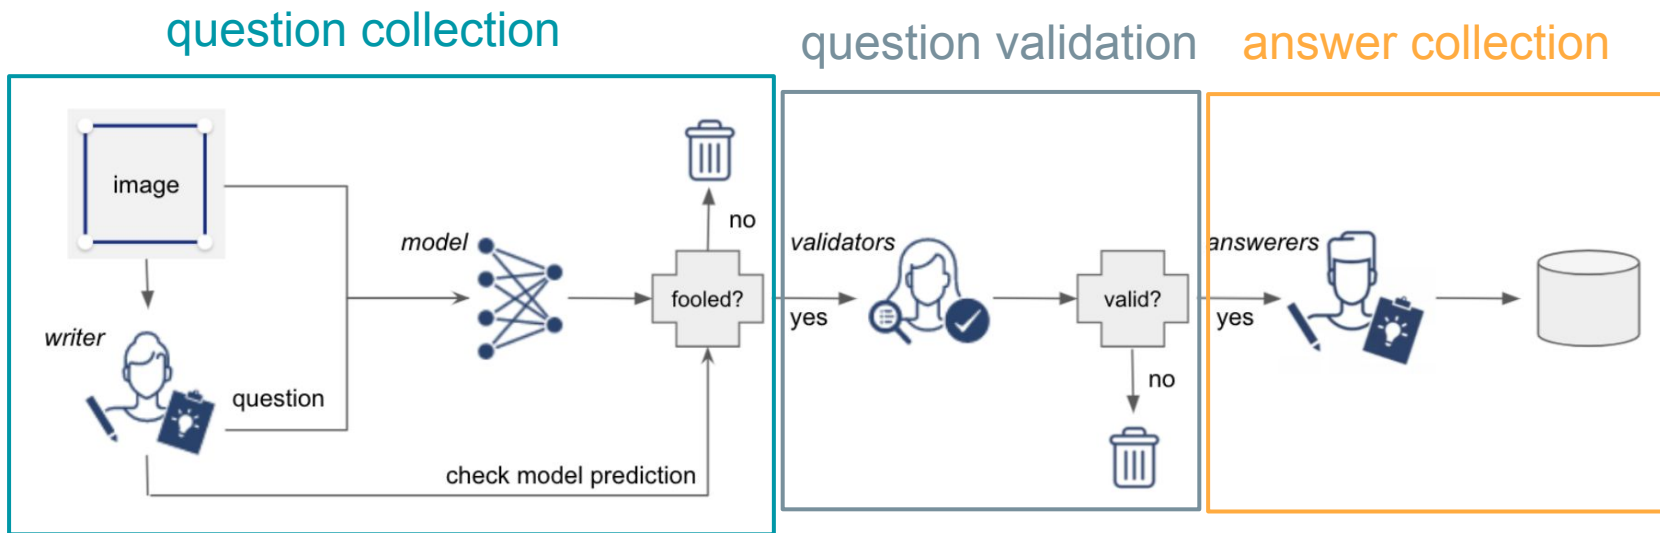 question collection
question validation
answer collection
image
no
model
validators
answerers
fooled?
valid?
yes
yes
writer
no
question
check model prediction